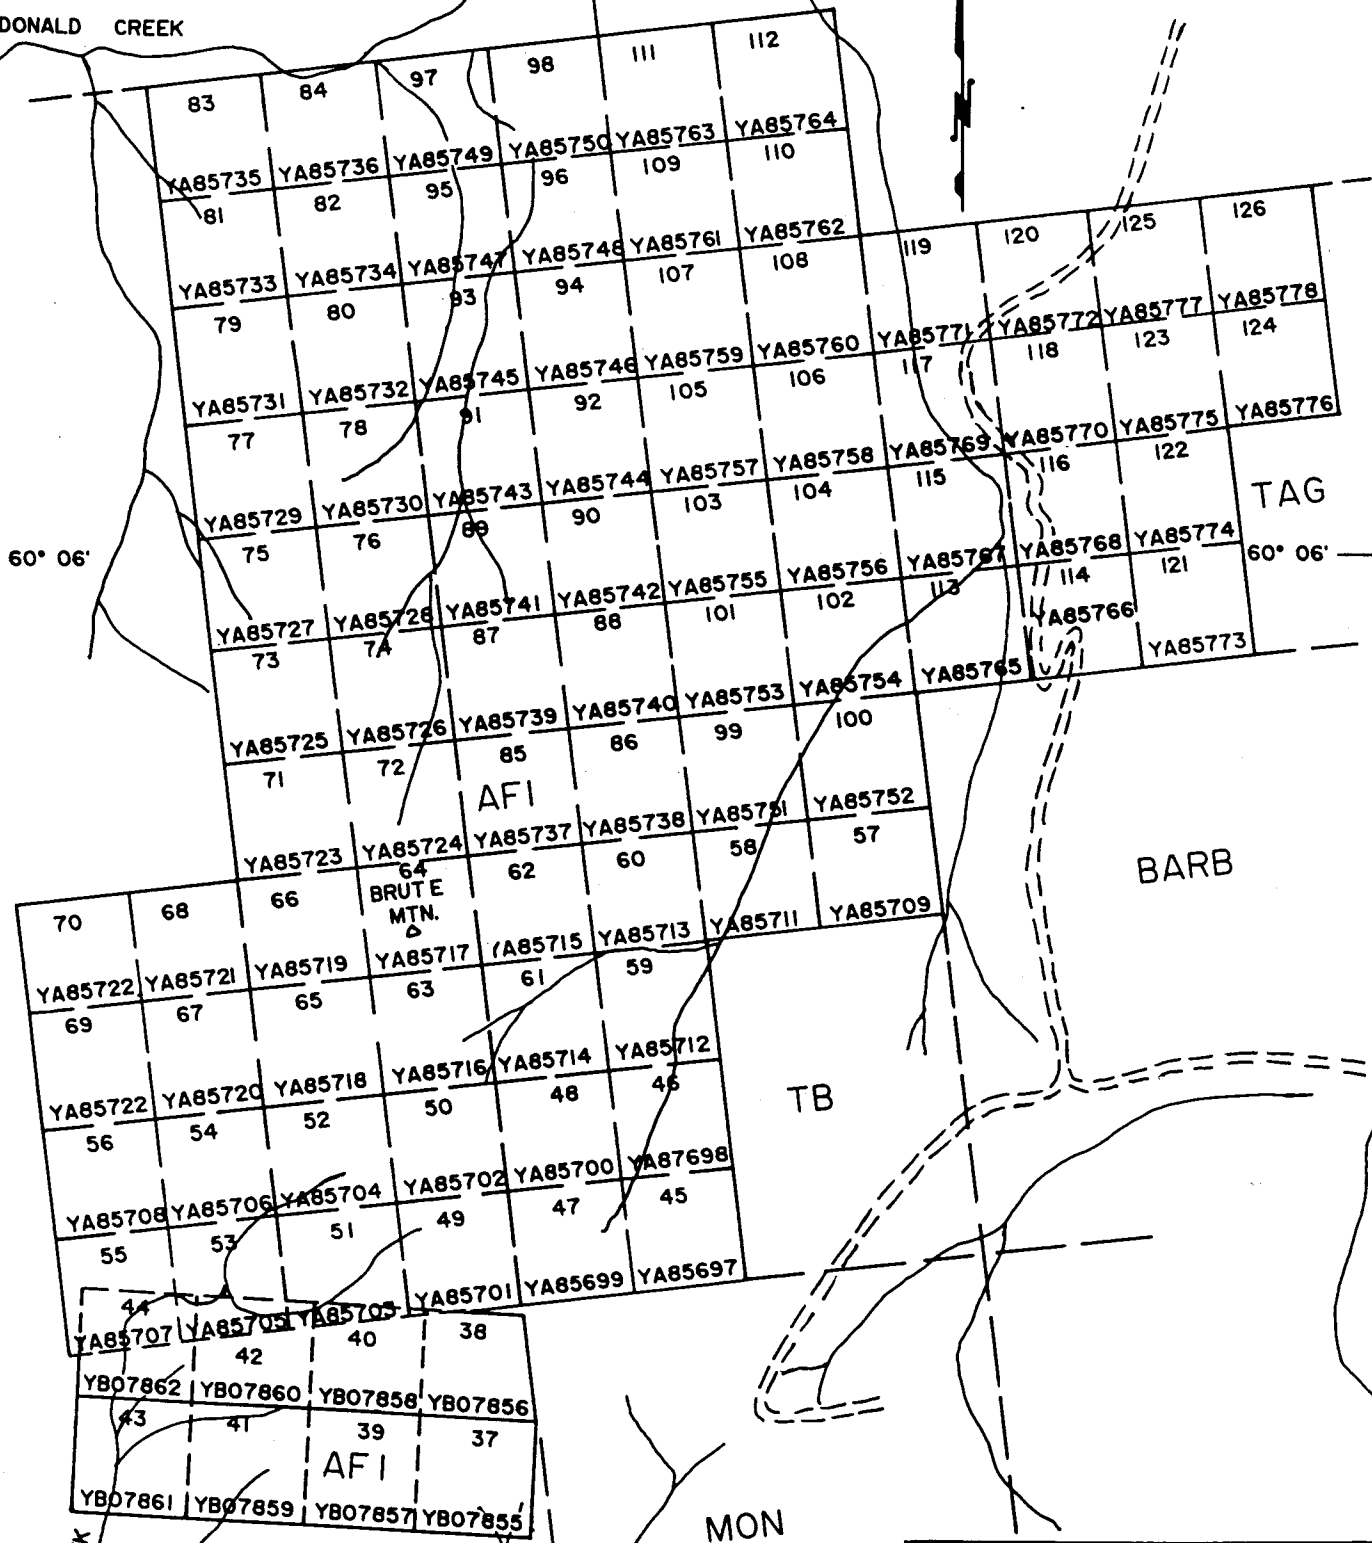 DONALD CREEK
83 84 97 98 111 112
YA85735 YA85736 YA85749 YA85750 YA85763 YA85764
81 82 95 96 109 110
YA85733 YA85734 YA85747 YA85748 YA85761 YA85762
119 120 125 126
79 80 93 94 107 108
YA85731 YA85732 YA85745 YA85746 YA85759 YA85760 YA85771 YA85772 YA85777 YA85778
77 78 91 92 105 106 117 118 123 124
YA85729 YA85730 YA85743 YA85744 YA85757 YA85758 YA85769 YA85770 YA85775 YA85776
75 76 89 90 103 104 115 116 122
TAG
60° 06'
YA85727 YA85728 YA85741 YA85742 YA85755 YA85756 YA85767 YA85768 YA85774
60° 06'
73 74 87 88 101 102 113 114 121
YA85725 YA85726 YA85739 YA85740 YA85753 YA85754 YA85765 YA85766 YA85773
71 72 85 86 99 100
AFI
YA85723 YA85724 YA85737 YA85738 YA85751 YA85752
BARB
70 68 66 64 62 60 58 57
BRUTE
MTN.
YA85722 YA85721 YA85719 YA85717 YA85715 YA85713 YA85711 YA85709
69 67 65 63 61 59
YA85722 YA85720 YA85718 YA85716 YA85714 YA85712
TB
56 54 52 50 48 46
YA85708 YA85706 YA85704 YA85702 YA85700 YA87698
55 53 51 49 47 45
YA85707 YA85705 YA85703 YA85701 YA85699 YA85697
44 42 40 38
YB07862 YB07860 YB07858 YB07856
43 41 39 37
AFI
YB07861 YB07859 YB07857 YB07855
MON
K
N